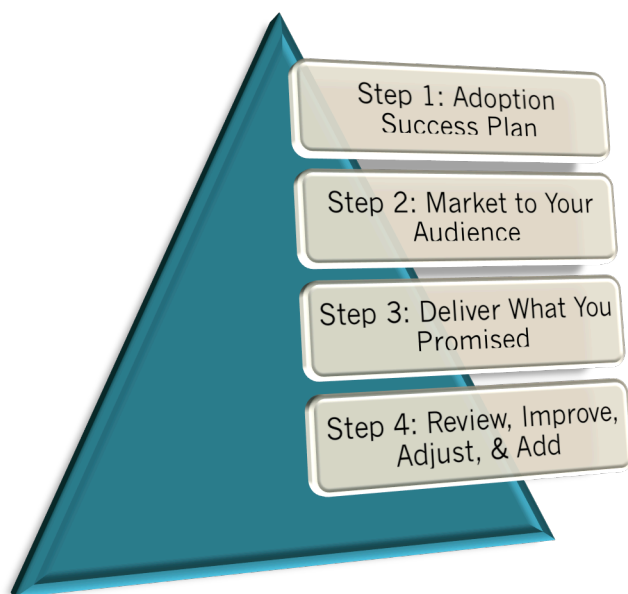 Step 1: Adoption
Success Plan
Step 2: Market to Your
Audience
Step 3: Deliver What You
Promised
Step 4: Review, Improve,
Adjust, & Add